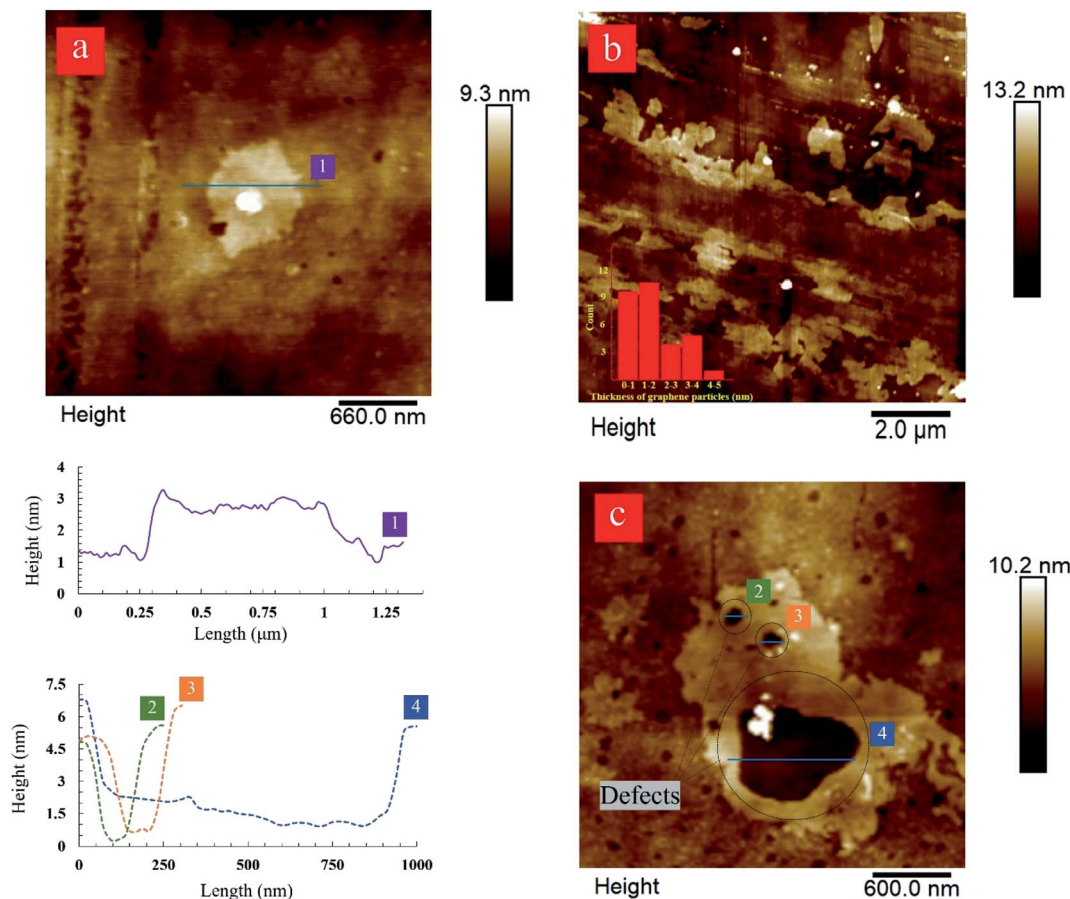 a
9.3 nm
1
Height
660.0 nm
b
13.2 nm
12
9
6
3
Count
0-1 1-2 2-3 3-4 4-5
Thickness of graphene particles (nm)
Height
2.0 µm
4
3
2
1
0
Height (nm)
1
0 0.25 0.5 0.75 1 1.25
Length (µm)
7.5
6
4.5
3
1.5
0
Height (nm)
2
3
4
0 250 500 750 1000
Length (nm)
c
10.2 nm
2
3
4
Defects
Height
600.0 nm